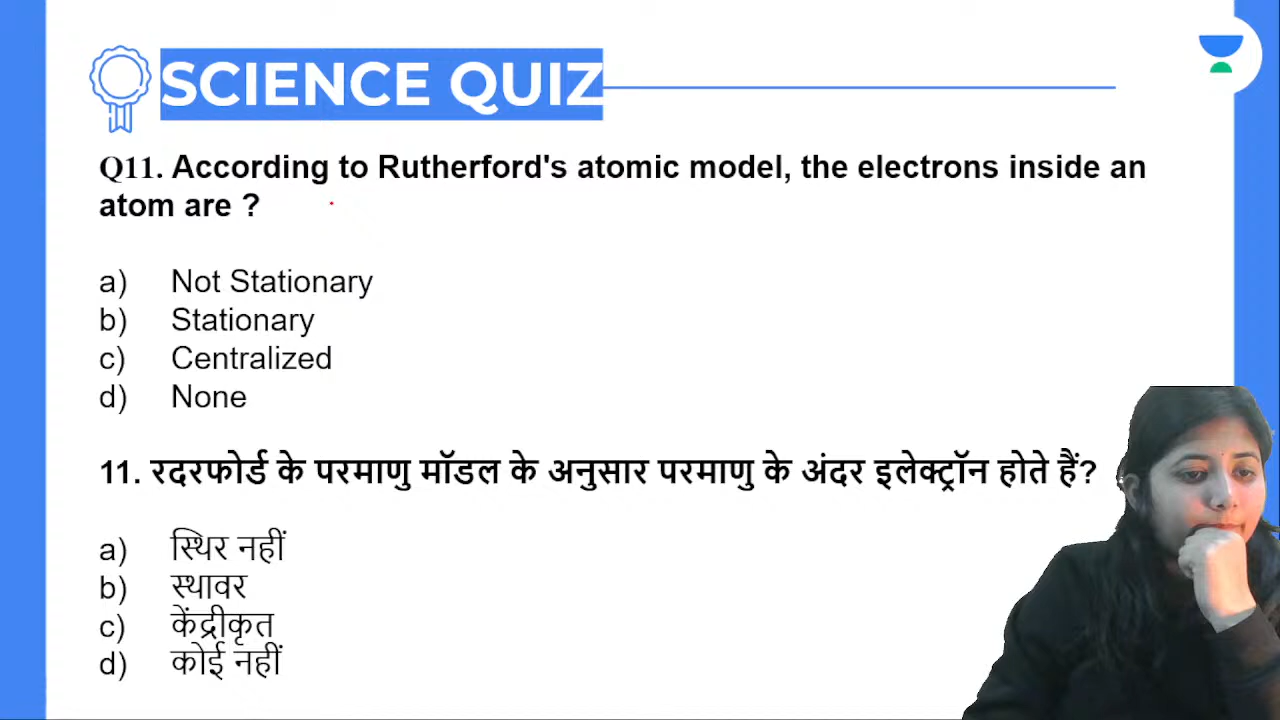 SCIENCE QUIZ
Q11. According to Rutherford's atomic model, the electrons inside an
atom are ?
a) Not Stationary
b) Stationary
c) Centralized
d) None
11. रदरफोर्ड के परमाणु मॉडल के अनुसार परमाणु के अंदर इलेक्ट्रॉन होते हैं?
a) स्थिर नहीं
b) स्थावर
c) केंद्रीकृत
d) कोई नहीं